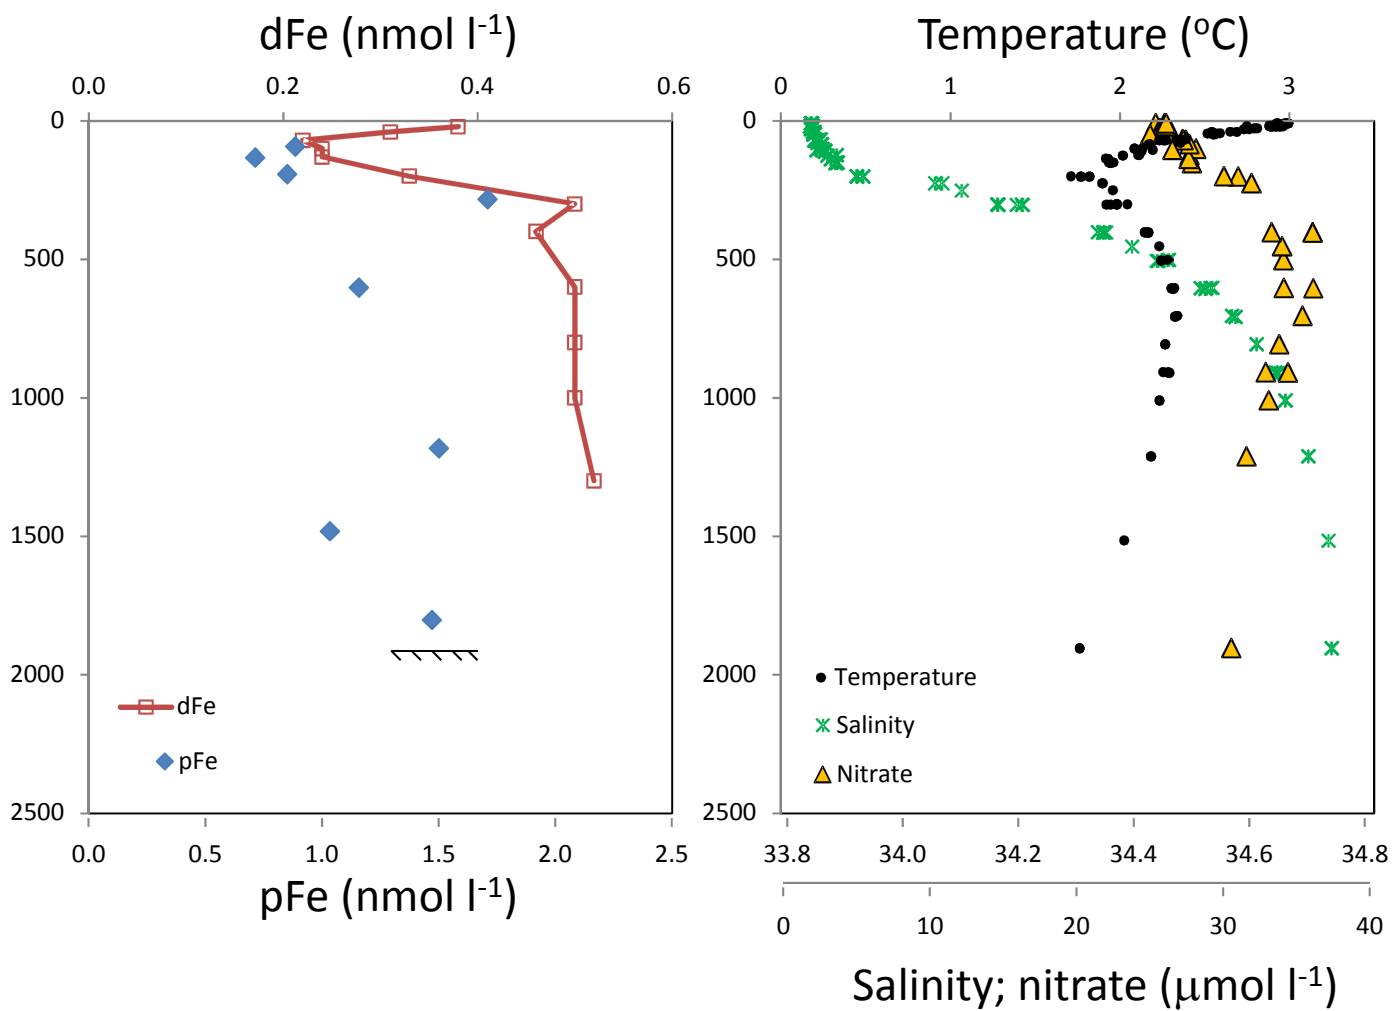 dFe (nmol l-1)
0.0 0.2 0.4 0.6
0
500
1000
1500
2000
2500
dFe
pFe
0.0 0.5 1.0 1.5 2.0 2.5
pFe (nmol l-1)
Temperature (oC)
0 1 2 3
0
500
1000
1500
2000
2500
Temperature
Salinity
Nitrate
33.8 34.0 34.2 34.4 34.6 34.8
0 10 20 30 40
Salinity; nitrate (μmol l-1)